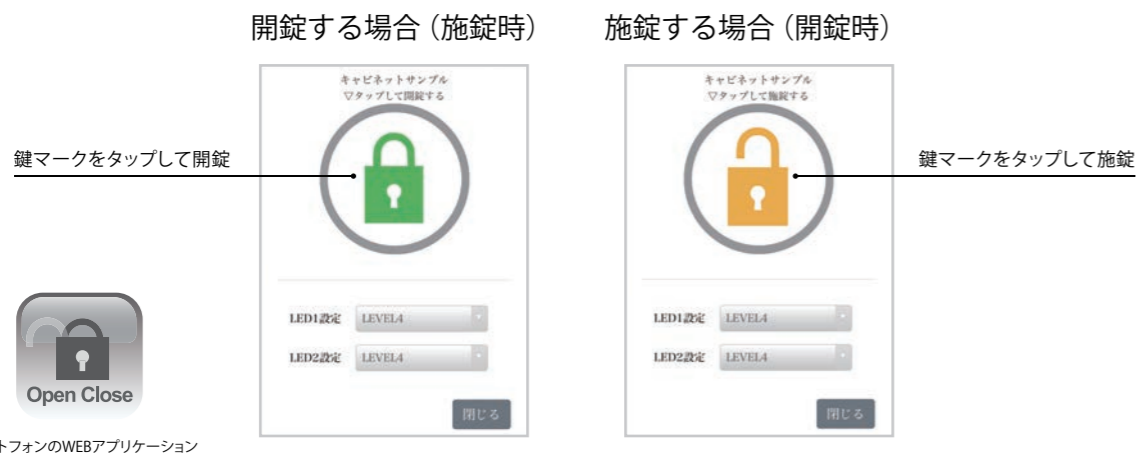 開錠する場合（施錠時）
施錠する場合（開錠時）
キャビネットサンプル
▽タップして開錠する
キャビネットサンプル
▽タップして施錠する
鍵マークをタップして開錠
鍵マークをタップして施錠
LED1設定 LEVEL4
LED2設定 LEVEL4
閉じる
LED1設定 LEVEL4
LED2設定 LEVEL4
閉じる
Open Close
トフォンのWEBアプリケーション